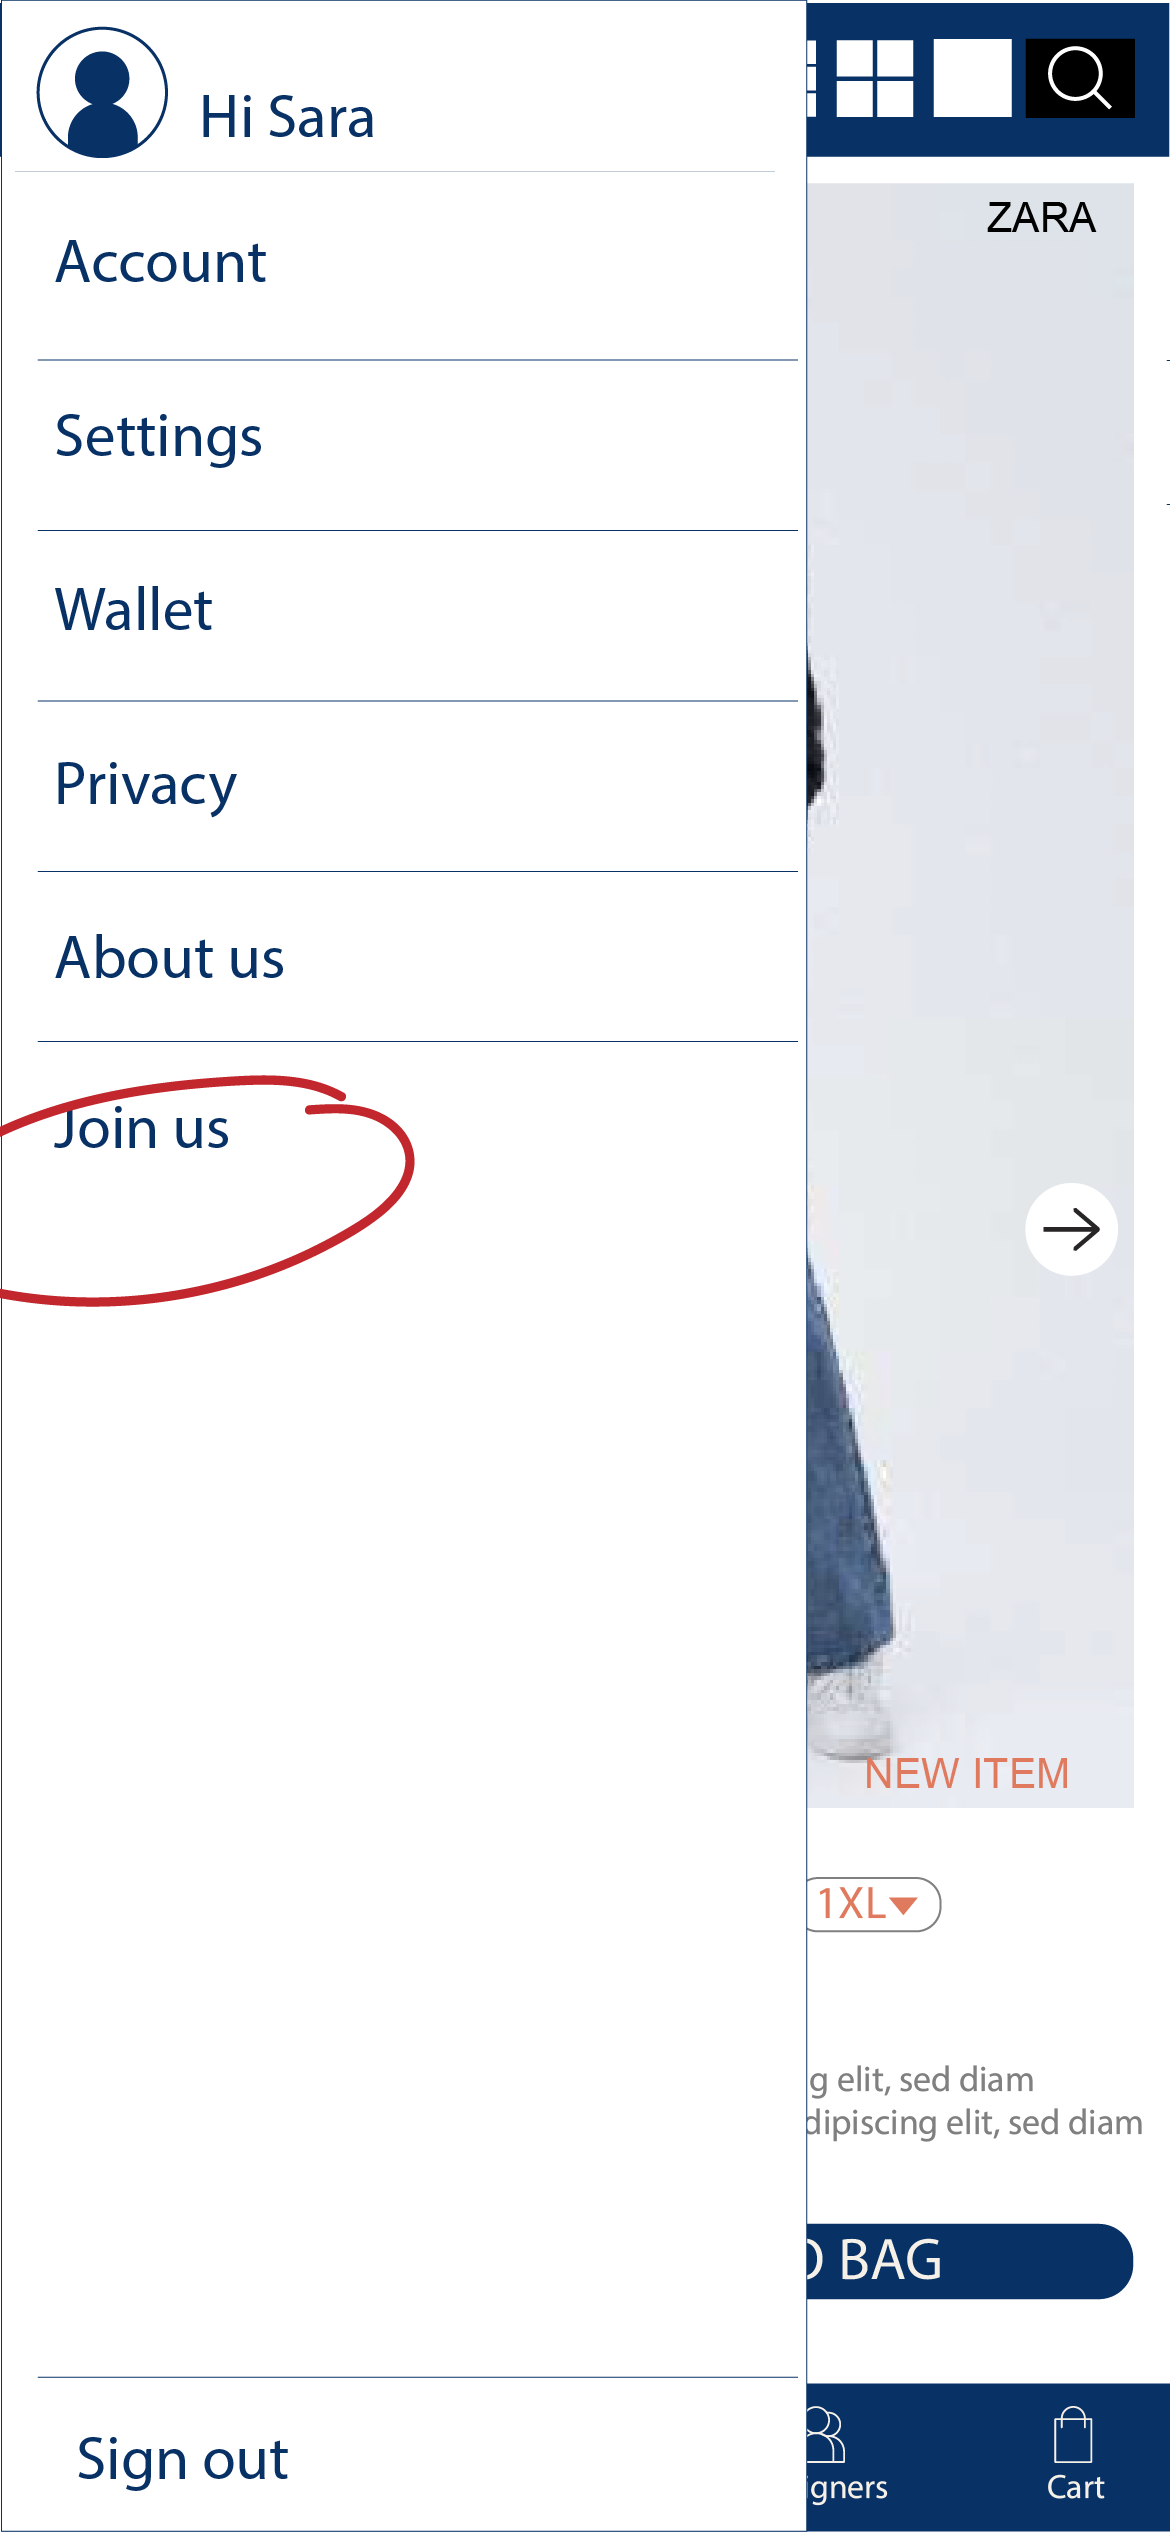 Hi Sara
ZARA
Account
Settings
Wallet
Privacy
About us
Join us
NEW ITEM
1XL
g elit, sed diam
dipiscing elit, sed diam
BAG
Sign out
igners
Cart